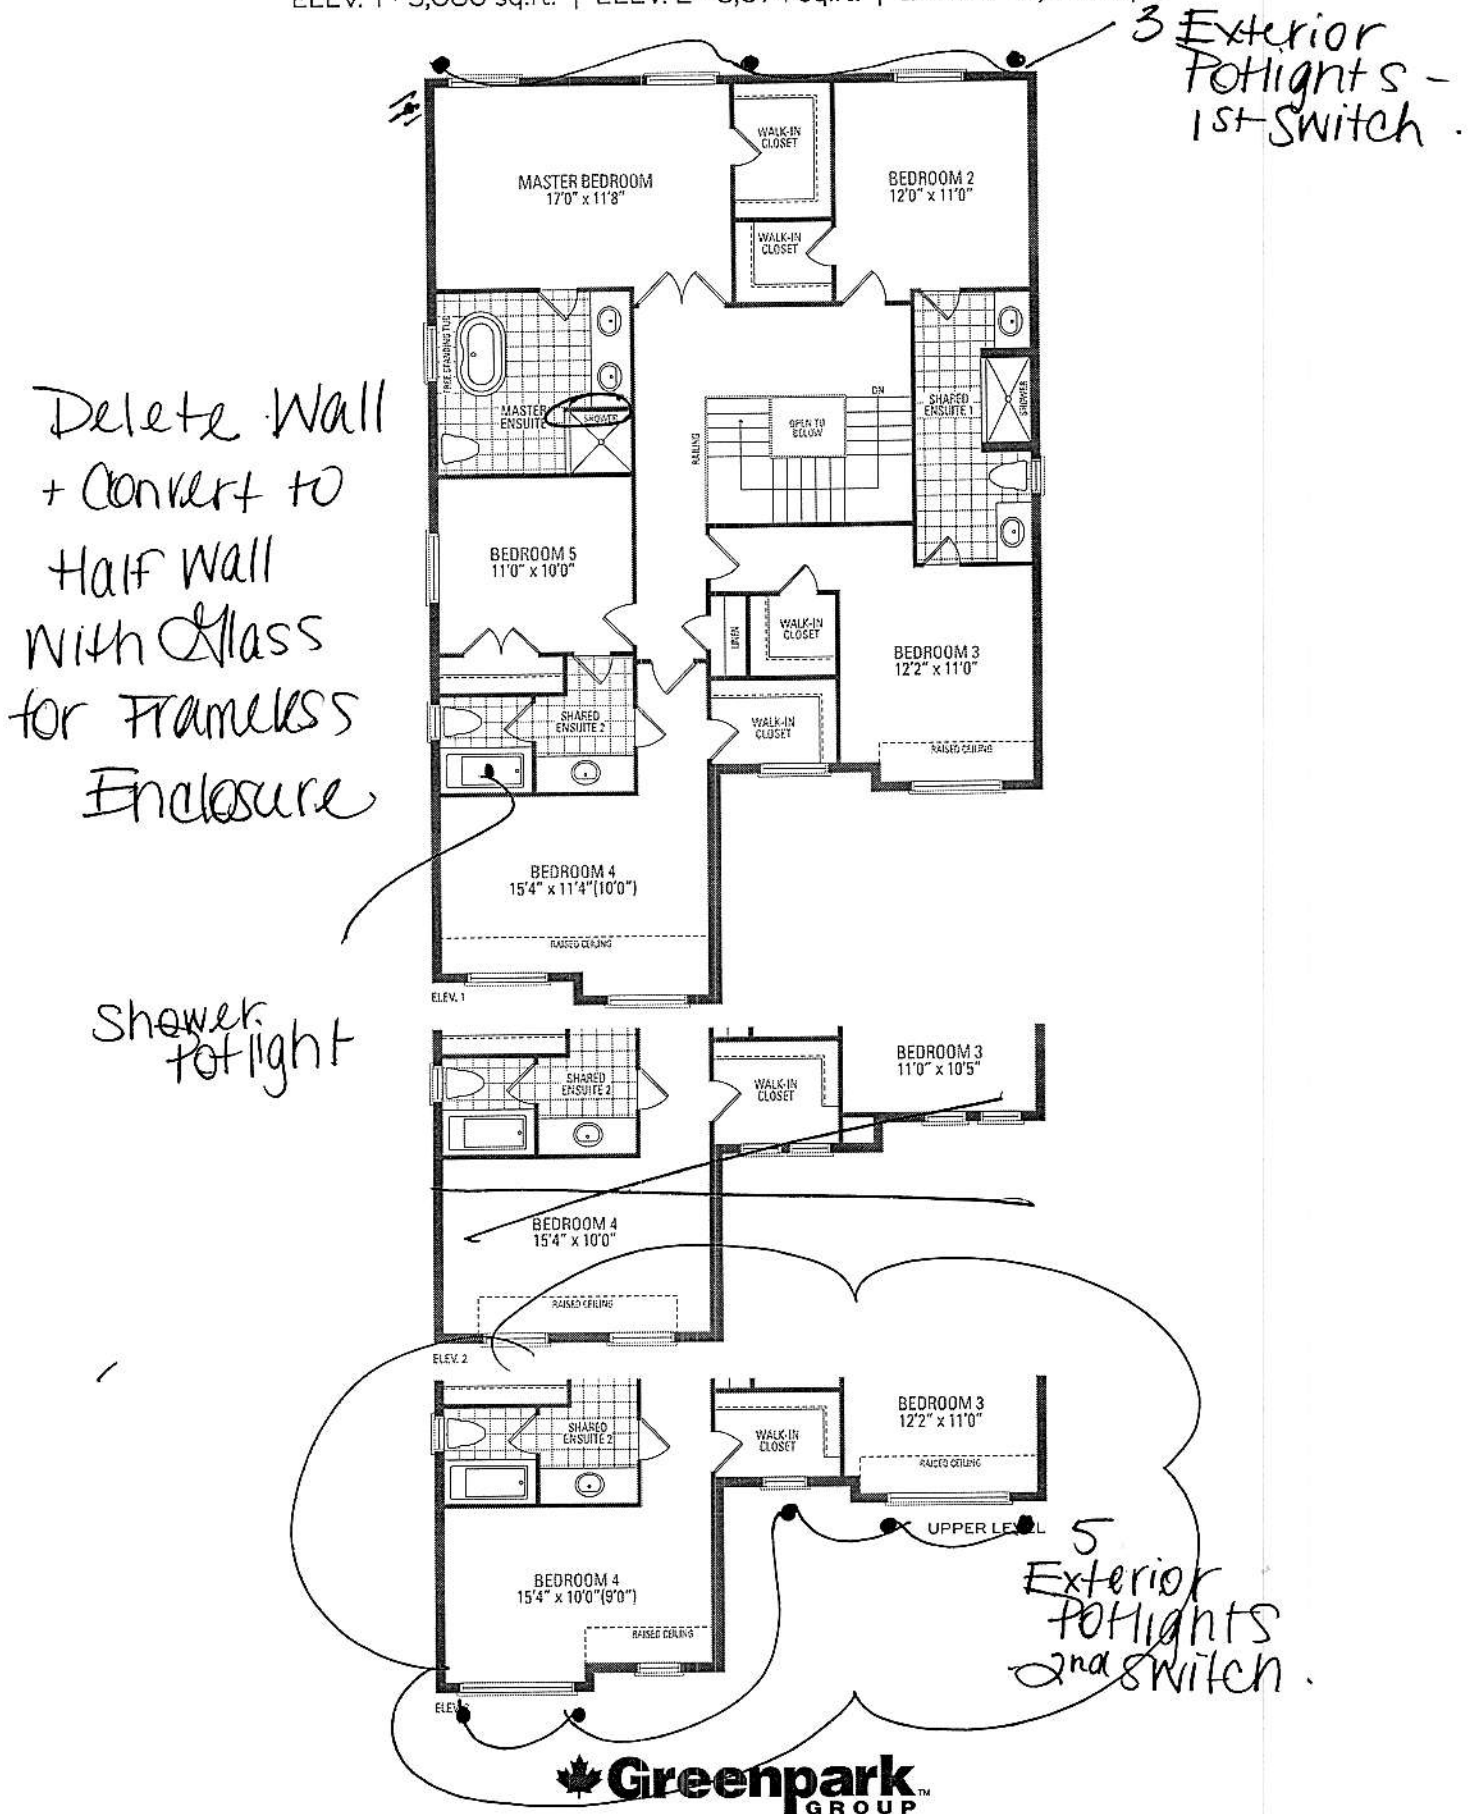 3 Exterior
Potlights -
1st Switch.
WALK-IN
CLOSET
MASTER BEDROOM
17'0" x 11'8"
BEDROOM 2
12'0" x 11'0"
WALK-IN
CLOSET
FREE STANDING TUB
MASTER
ENSUITE
SHOWER
DN
OPEN TO
BELOW
RAILING
SHARED
ENSUITE 1
SHOWER
Delete Wall
+ Convert to
Half Wall
With Glass
for Frameless
Enclosure
BEDROOM 5
11'0" x 10'0"
LINEN
WALK-IN
CLOSET
BEDROOM 3
12'2" x 11'0"
SHARED
ENSUITE 2
WALK-IN
CLOSET
RAISED CEILING
BEDROOM 4
15'4" x 11'4"(10'0")
RAISED CEILING
ELEV. 1
Shower
Potlight
SHARED
ENSUITE 2
WALK-IN
CLOSET
BEDROOM 3
11'0" x 10'5"
BEDROOM 4
15'4" x 10'0"
RAISED CEILING
ELEV. 2
SHARED
ENSUITE 2
WALK-IN
CLOSET
BEDROOM 3
12'2" x 11'0"
RAISED CEILING
UPPER LEVEL
5
Exterior
Potlights
2nd Switch.
BEDROOM 4
15'4" x 10'0"(9'0")
RAISED CEILING
Greenpark™
GROUP